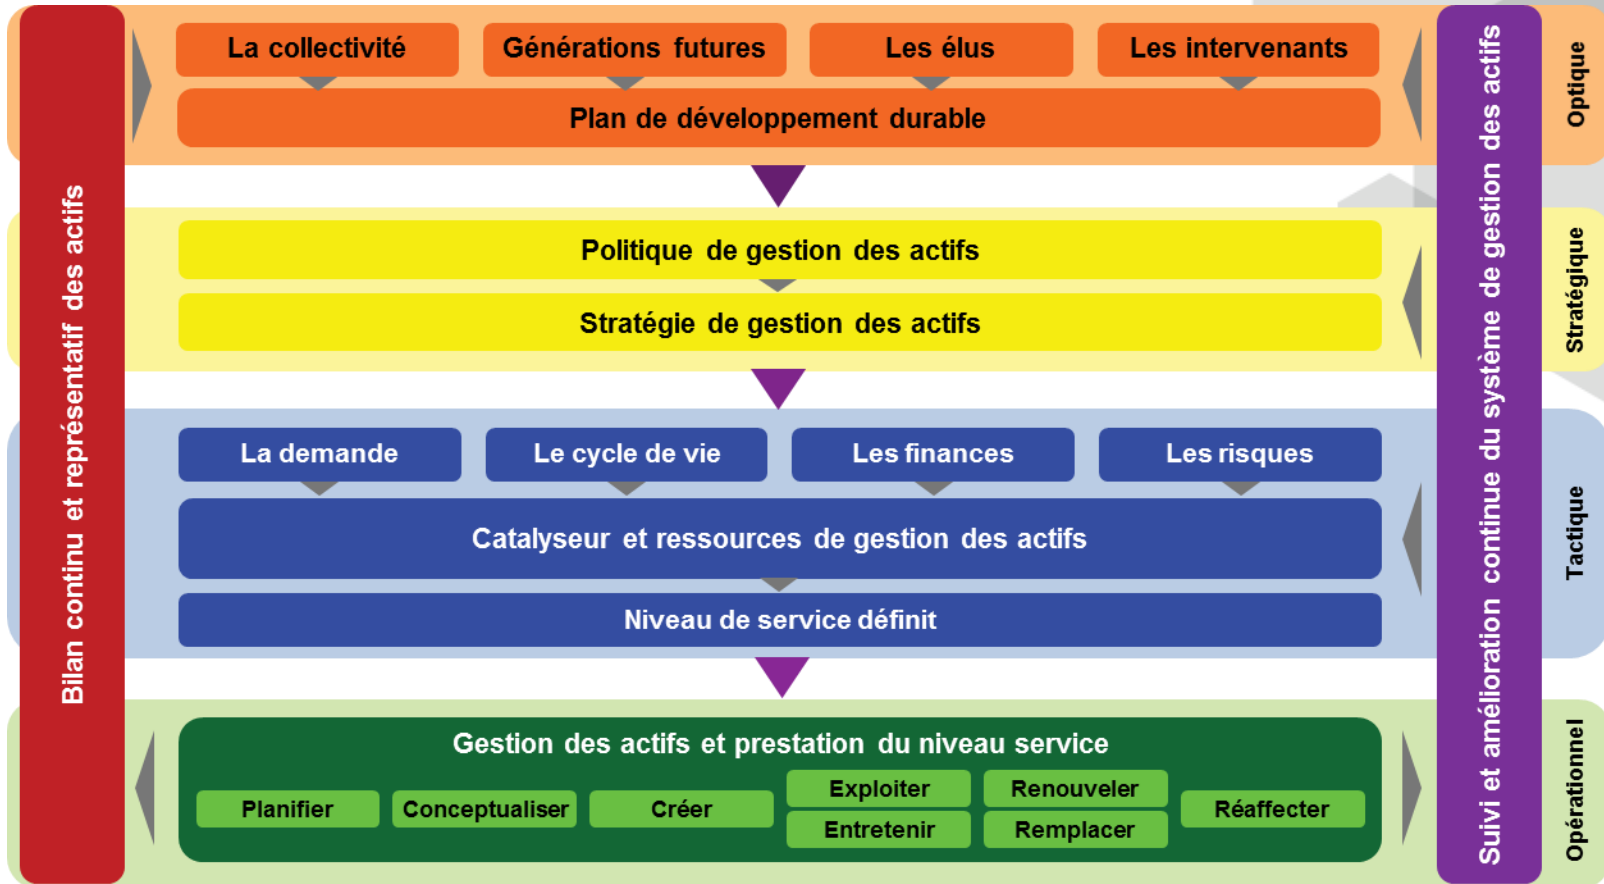 Bilan continu et représentatif des actifs
La collectivité
Générations futures
Les élus
Les intervenants
Plan de développement durable
Optique
Politique de gestion des actifs
Stratégie de gestion des actifs
Stratégique
La demande
Le cycle de vie
Les finances
Les risques
Catalyseur et ressources de gestion des actifs
Niveau de service définit
Tactique
Gestion des actifs et prestation du niveau service
Planifier
Conceptualiser
Créer
Exploiter
Entretenir
Renouveler
Remplacer
Réaffecter
Opérationnel
Suivi et amélioration continue du système de gestion des actifs